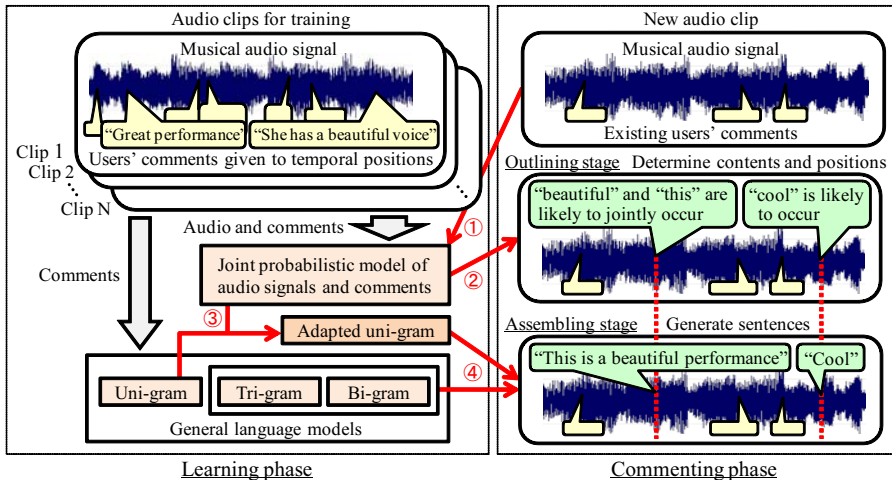 Audio clips for training
Musical audio signal
“Great performance”
“She has a beautiful voice”
Users’ comments given to temporal positions
Clip 1
Clip 2
Clip N
Audio and comments
Comments
Joint probabilistic model of
audio signals and comments
①
②
③
Adapted uni-gram
④
Uni-gram
Tri-gram
Bi-gram
General language models
Learning phase
New audio clip
Musical audio signal
Existing users’ comments
Outlining stage Determine contents and positions
“beautiful” and “this” are
likely to jointly occur
“cool” is likely
to occur
Assembling stage Generate sentences
“This is a beautiful performance”
“Cool”
Commenting phase